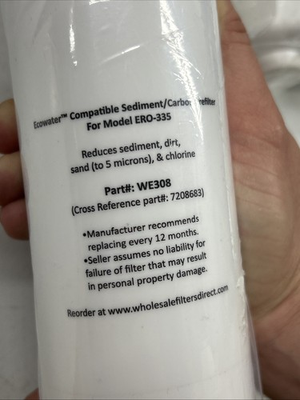 Ecowater™ Compatible Sediment/Carbon Prefilter
For Model ERO-335
Reduces sediment, dirt,
sand (to 5 microns), & chlorine
Part#: WE308
(Cross Reference part#: 7208683)
•Manufacturer recommends
replacing every 12 months.
•Seller assumes no liability for
failure of filter that may result
in personal property damage.
Reorder at www.wholesalefiltersdirect.com